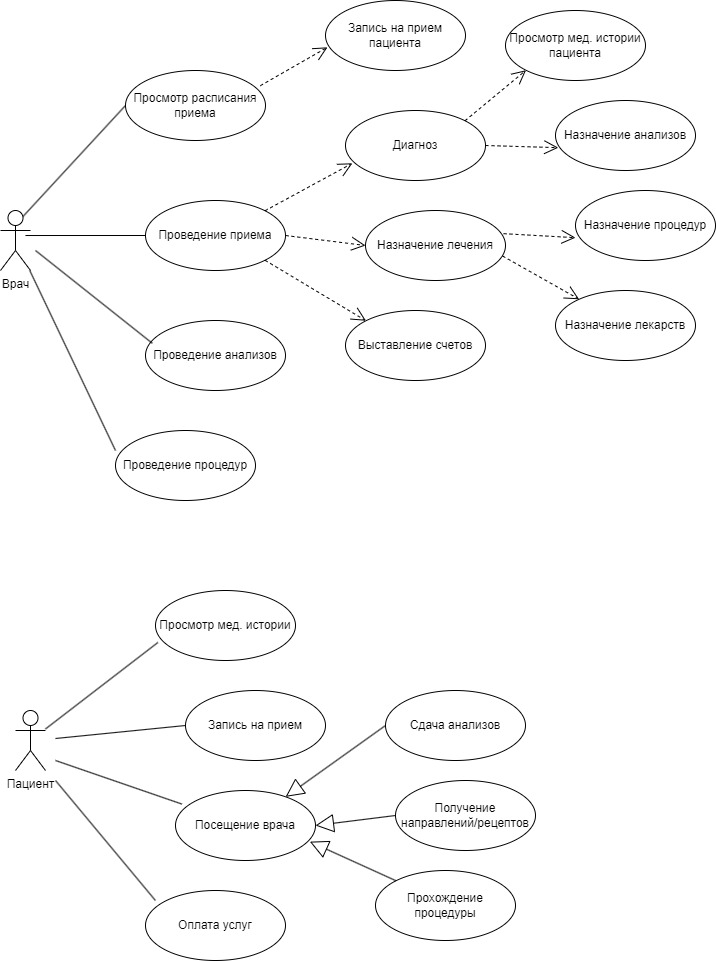 Запись на прием
пациента
Просмотр мед. истории
пациента
Просмотр расписания
приема
Диагноз
Назначение анализов
Проведение приема
Назначение лечения
Назначение процедур
Врач
Назначение лекарств
Выставление счетов
Проведение анализов
Проведение процедур
Просмотр мед. истории
Запись на прием
Сдача анализов
Пациент
Посещение врача
Получение
направлений/рецептов
Прохождение
процедуры
Оплата услуг